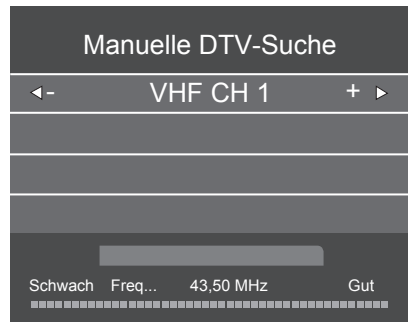 Manuelle DTV-Suche
- VHF CH 1 +
Schwach Freq... 43,50 MHz Gut